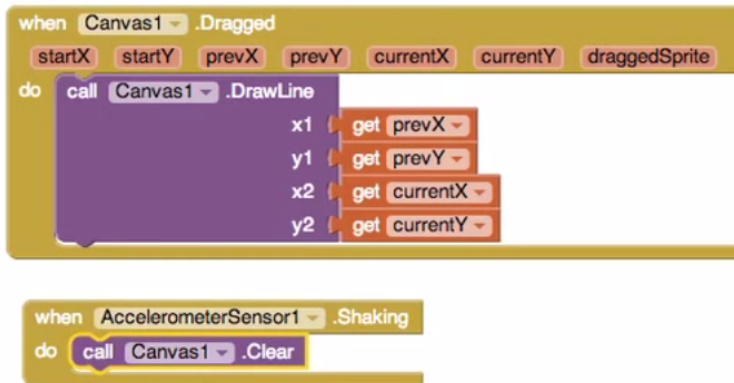 when Canvas1 .Dragged
startX startY prevX prevY currentX currentY draggedSprite
do call Canvas1 .DrawLine
x1 get prevX
y1 get prevY
x2 get currentX
y2 get currentY
when AccelerometerSensor1 .Shaking
do call Canvas1 .Clear